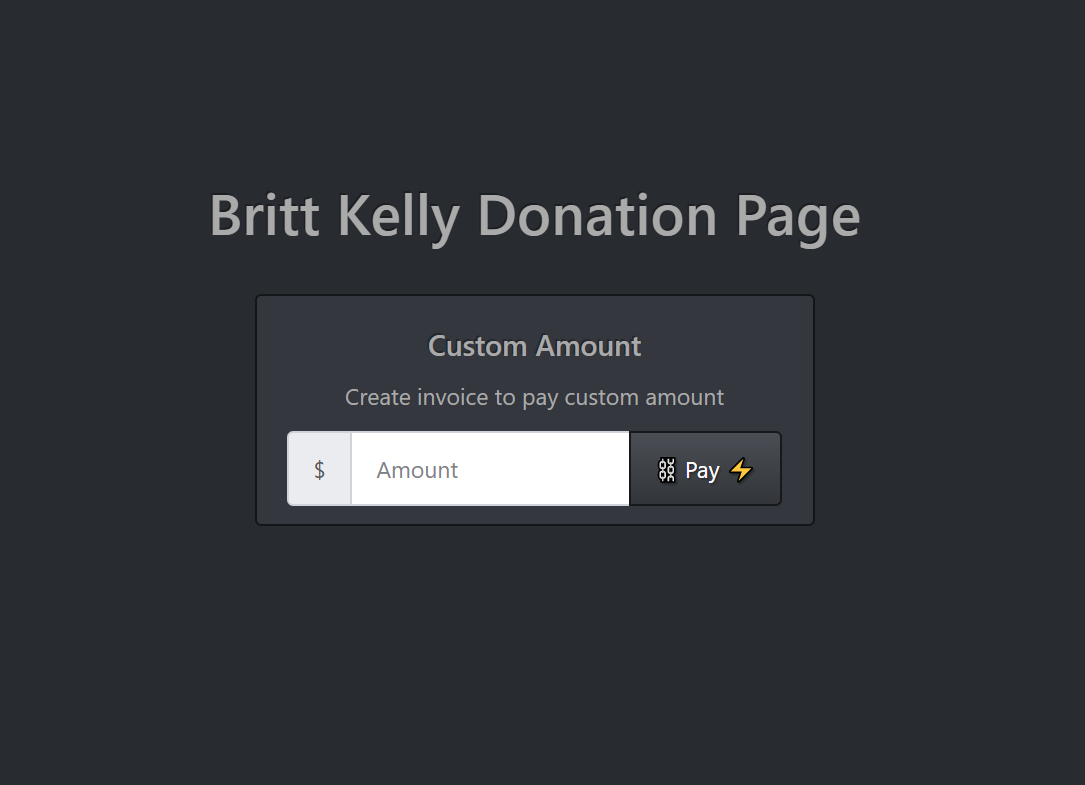 Britt Kelly Donation Page
Custom Amount
Create invoice to pay custom amount
$ Amount ⛓ Pay ⚡